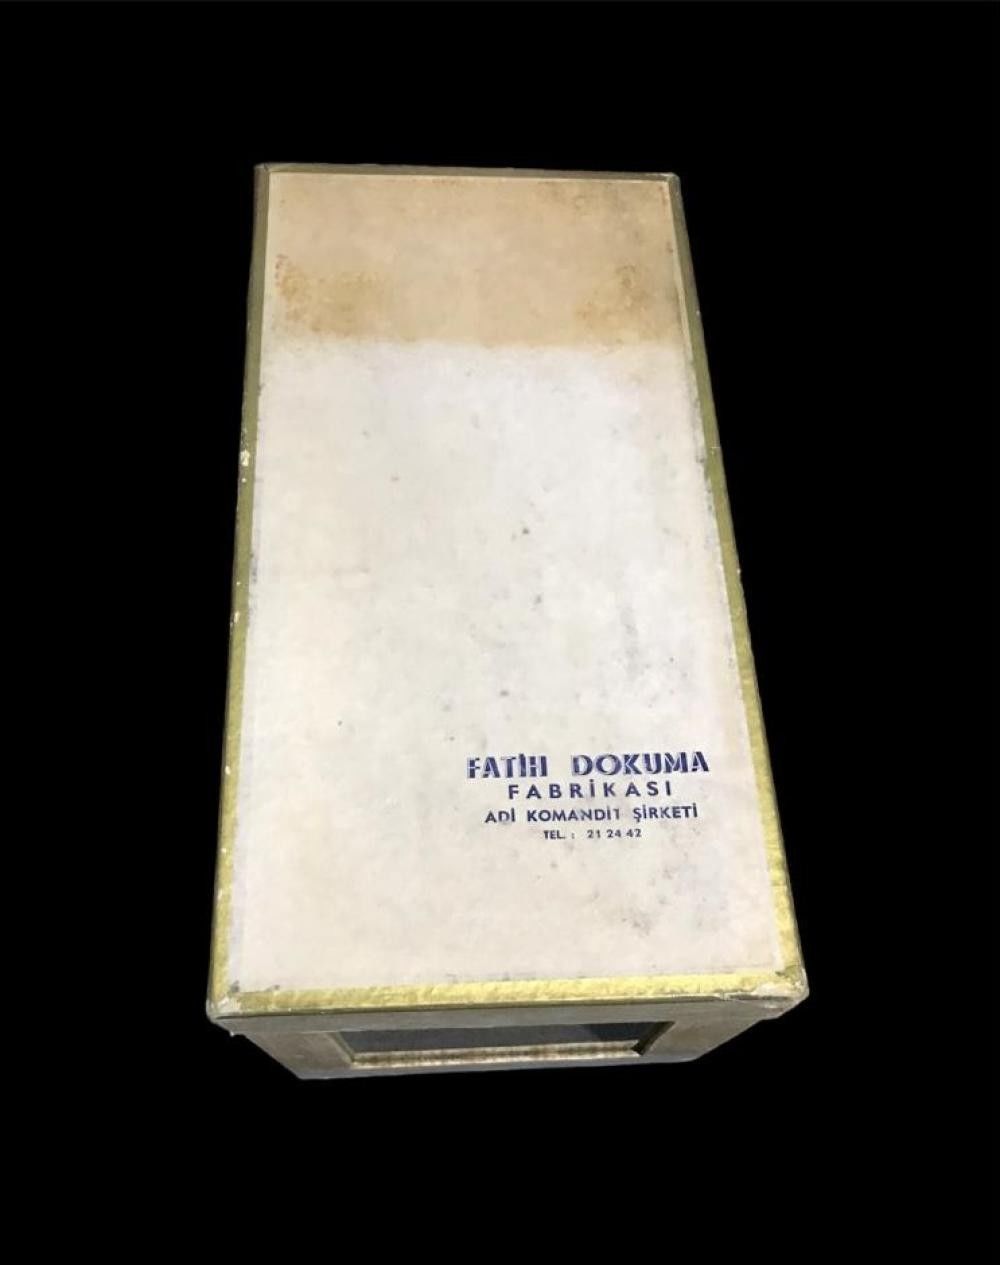 FATİH DOKUMA
FABRİKASI
ADİ KOMANDİT ŞİRKETİ
TEL. : 21 24 42